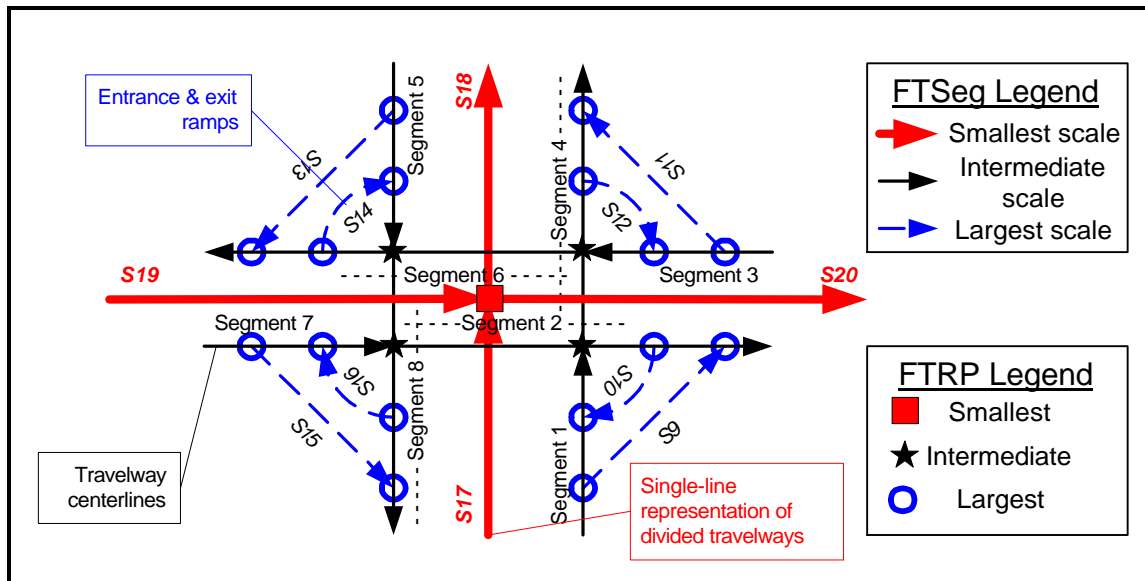 Entrance & exit
ramps
Segment 5
S18
Segment 4
S13
S14
S11
S12
Segment 6
Segment 3
S19
S20
Segment 7
Segment 2
S16
S15
Segment 8
S10
S9
Segment 1
S17
Travelway
centerlines
Single-line
representation of
divided travelways
FTSeg Legend
Smallest scale
Intermediate
scale
Largest scale
FTRP Legend
Smallest
Intermediate
Largest